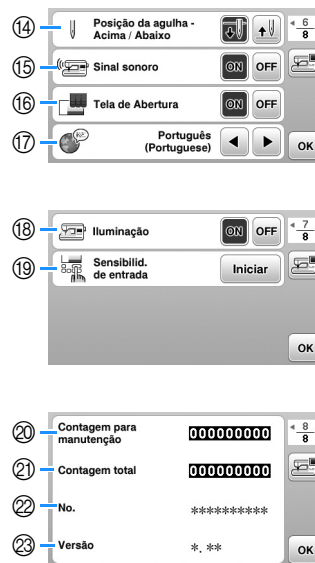 ⑭ Posição da agulha -
Acima / Abaixo
6
8
⑮ Sinal sonoro ON OFF
⑯ Tela de Abertura ON OFF
⑰ Português
(Portuguese) ◀ ▶ OK
⑱ Iluminação ON OFF 7
8
⑲ Sensibilid.
de entrada Iniciar
OK
⑳ Contagem para
manutenção 000000000 8
8
㉑ Contagem total 000000000
㉒ No. **********
㉓ Versão *. ** OK